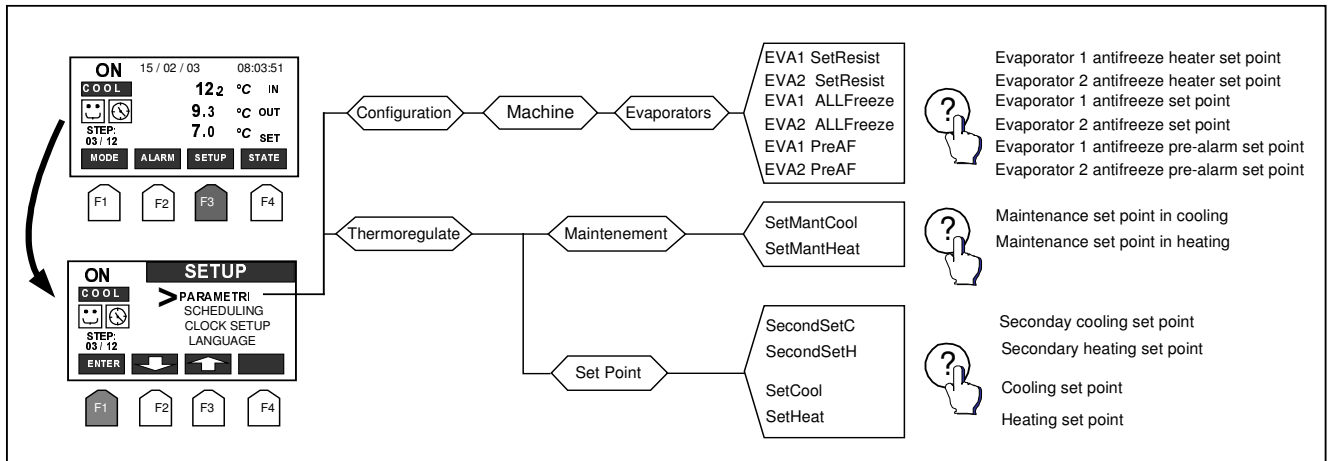 ON 15 / 02 / 03 08:03:51
COOL 12.2 °C IN
9.3 °C OUT
STEP: 7.0 °C SET
03 / 12
MODE ALARM SETUP STATE
F1 F2 F3 F4
ON SETUP
COOL >PARAMETRI
SCHEDULING
CLOCK SETUP
STEP: LANGUAGE
03 / 12
ENTER
F1 F2 F3 F4
Configuration Machine Evaporators
EVA1 SetResist
EVA2 SetResist
EVA1 ALLFreeze
EVA2 ALLFreeze
EVA1 PreAF
EVA2 PreAF
?
Evaporator 1 antifreeze heater set point
Evaporator 2 antifreeze heater set point
Evaporator 1 antifreeze set point
Evaporator 2 antifreeze set point
Evaporator 1 antifreeze pre-alarm set point
Evaporator 2 antifreeze pre-alarm set point
Thermoregulate Maintenement
SetMantCool
SetMantHeat
?
Maintenance set point in cooling
Maintenance set point in heating
Set Point
SecondSetC
SecondSetH
SetCool
SetHeat
?
Seconday cooling set point
Secondary heating set point
Cooling set point
Heating set point